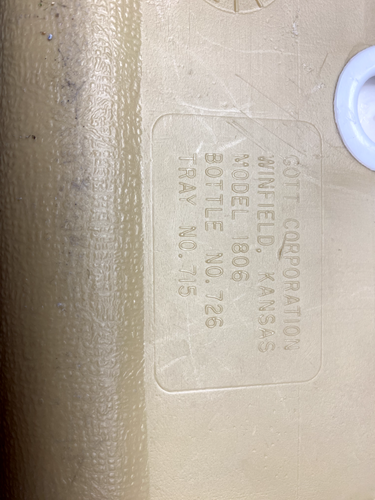 GOTT CORPORATION
WINFIELD, KANSAS
MODEL 1806
BOTTLE NO. 726
TRAY NO. 715